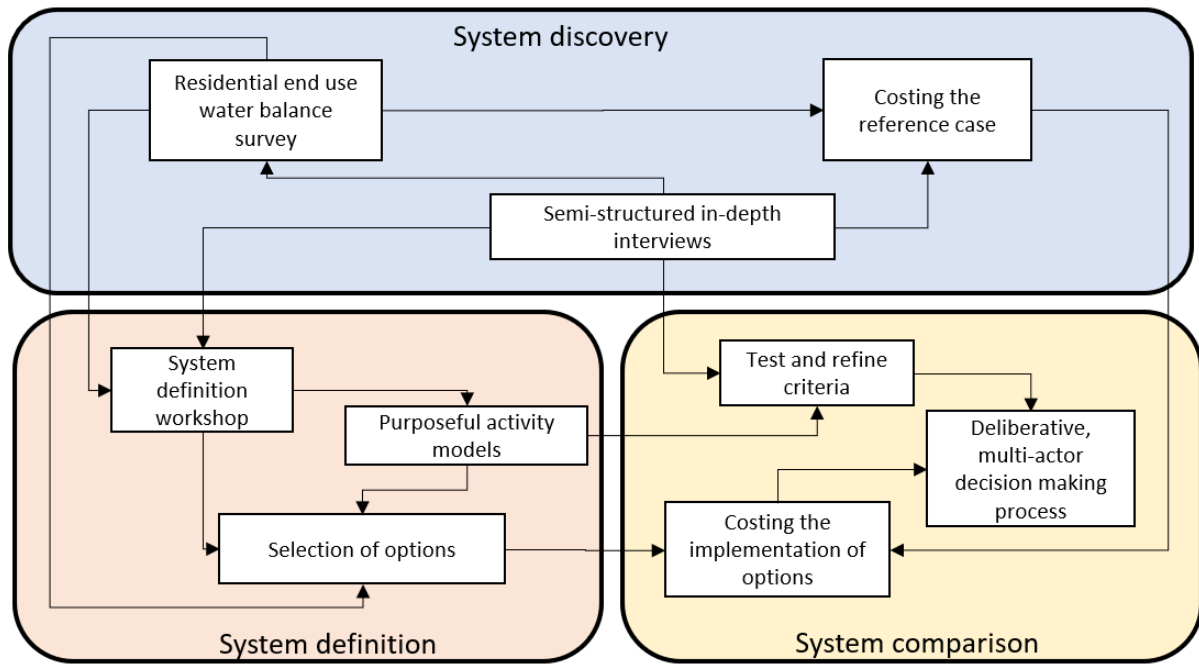 System discovery
Residential end use
water balance
survey
Costing the
reference case
Semi-structured in-depth
interviews
System
definition
workshop
Purposeful activity
models
Selection of options
System definition
Test and refine
criteria
Deliberative,
multi-actor
decision making
process
Costing the
implementation of
options
System comparison